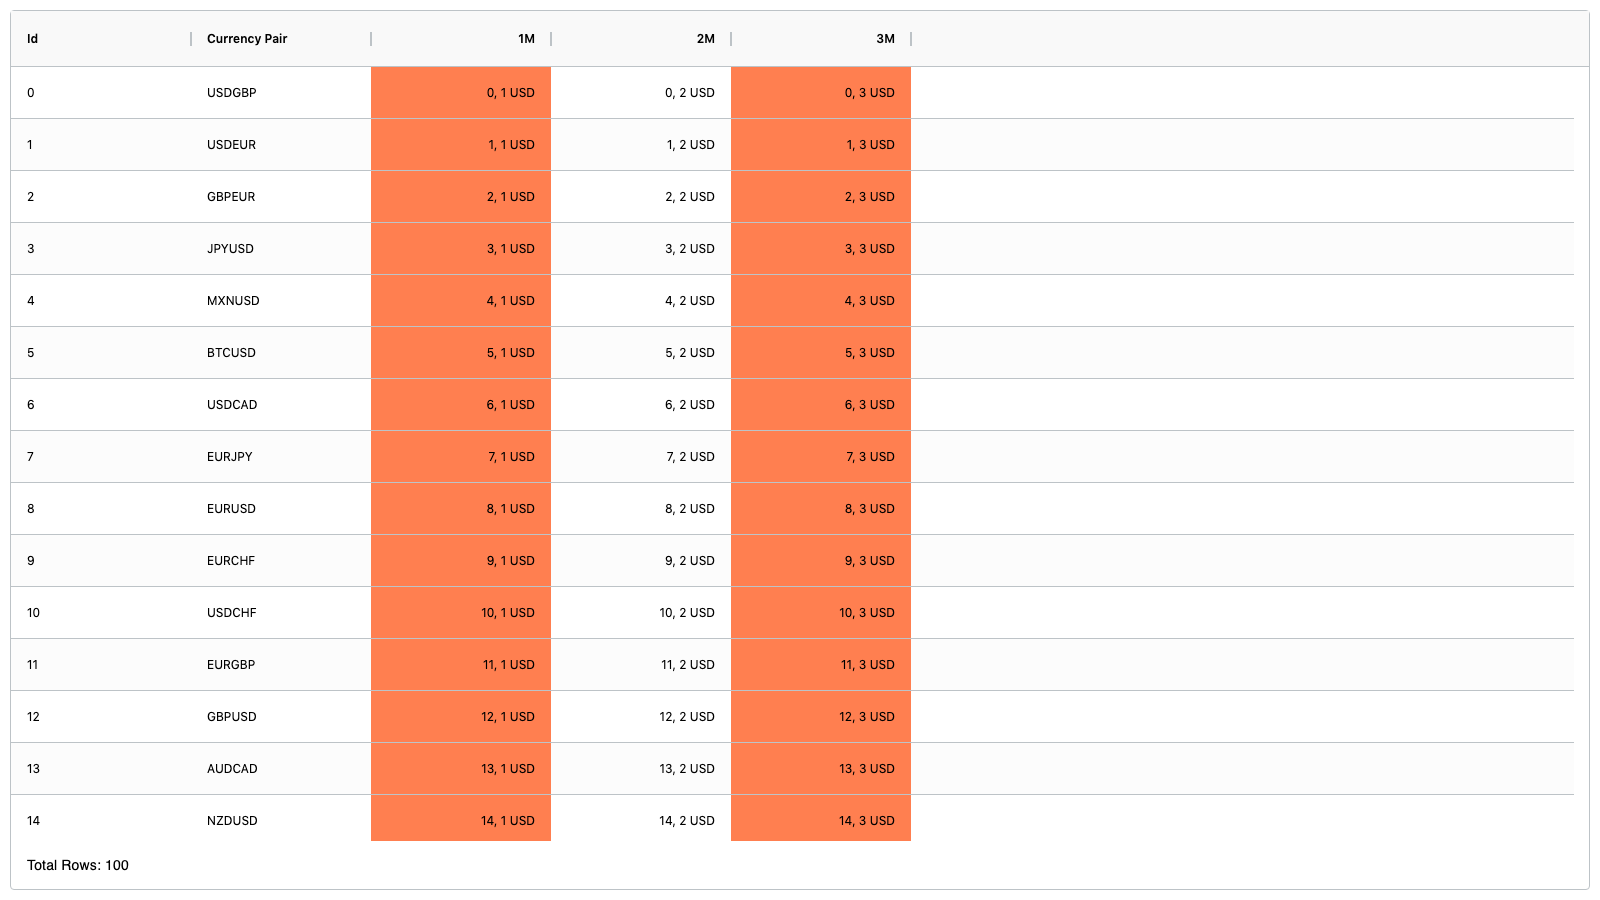 Id Currency Pair 1M 2M 3M
0 USDGBP 0, 1 USD 0, 2 USD 0, 3 USD
1 USDEUR 1, 1 USD 1, 2 USD 1, 3 USD
2 GBPEUR 2, 1 USD 2, 2 USD 2, 3 USD
3 JPYUSD 3, 1 USD 3, 2 USD 3, 3 USD
4 MXNUSD 4, 1 USD 4, 2 USD 4, 3 USD
5 BTCUSD 5, 1 USD 5, 2 USD 5, 3 USD
6 USDCAD 6, 1 USD 6, 2 USD 6, 3 USD
7 EURJPY 7, 1 USD 7, 2 USD 7, 3 USD
8 EURUSD 8, 1 USD 8, 2 USD 8, 3 USD
9 EURCHF 9, 1 USD 9, 2 USD 9, 3 USD
10 USDCHF 10, 1 USD 10, 2 USD 10, 3 USD
11 EURGBP 11, 1 USD 11, 2 USD 11, 3 USD
12 GBPUSD 12, 1 USD 12, 2 USD 12, 3 USD
13 AUDCAD 13, 1 USD 13, 2 USD 13, 3 USD
14 NZDUSD 14, 1 USD 14, 2 USD 14, 3 USD
Total Rows: 100